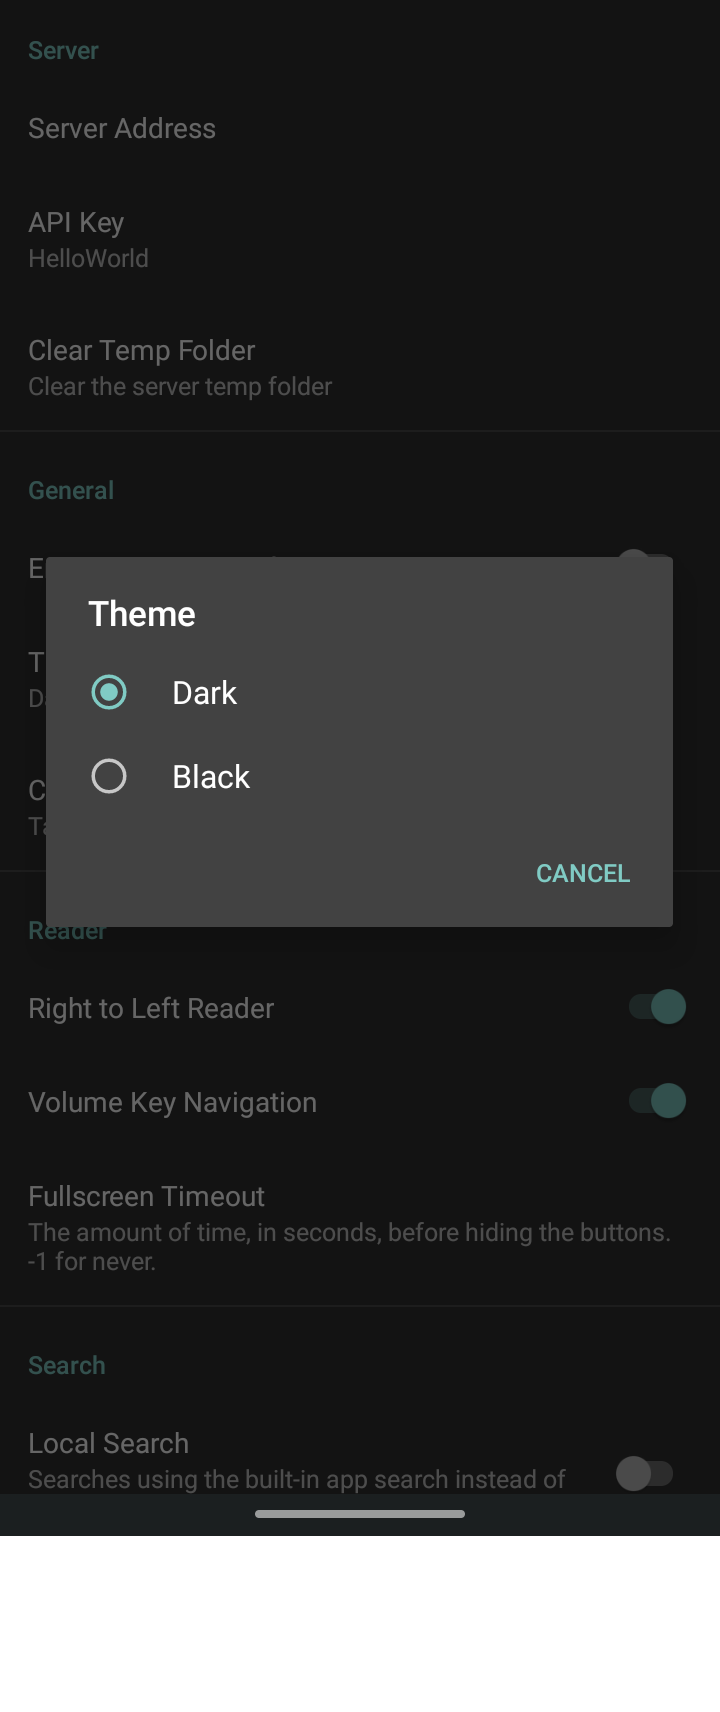 Server
Server Address
API Key
HelloWorld
Clear Temp Folder
Clear the server temp folder
General
Theme
Dark
Black
CANCEL
Reader
Right to Left Reader
Volume Key Navigation
Fullscreen Timeout
The amount of time, in seconds, before hiding the buttons.
-1 for never.
Search
Local Search
Searches using the built-in app search instead of